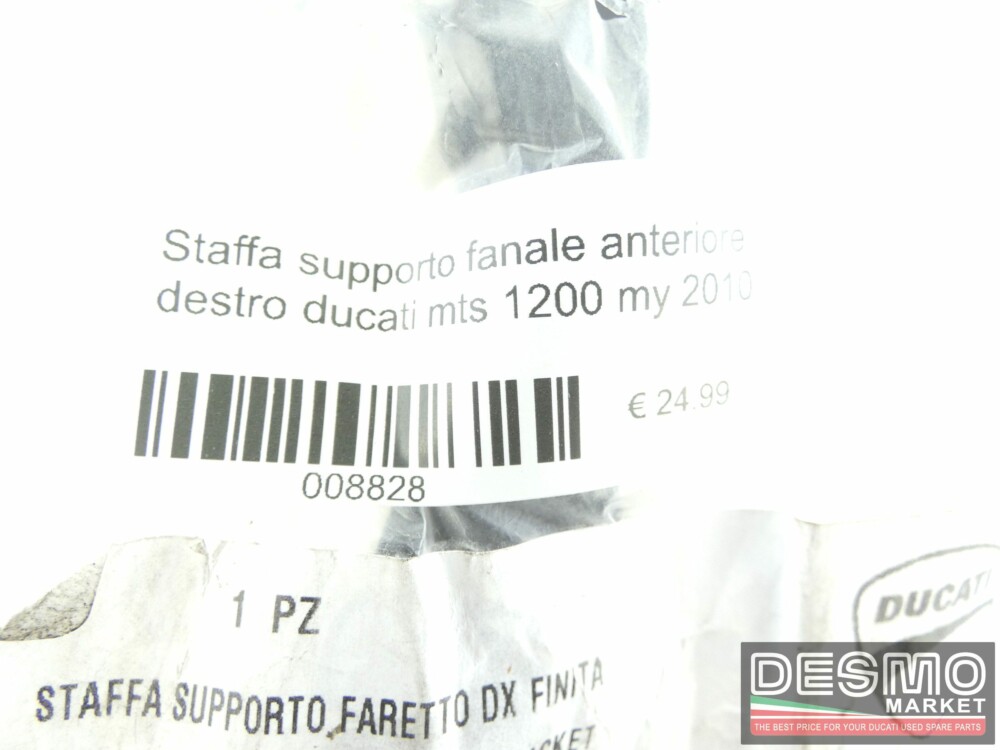 Staffa supporto fanale anteriore
destro ducati mts 1200 my 2010
€ 24.99
008828
1 PZ
DUCATI
STAFFA SUPPORTO FARETTO DX FINITA
DESMO
MARKET
THE BEST PRICE FOR YOUR DUCATI USED SPARE PARTS